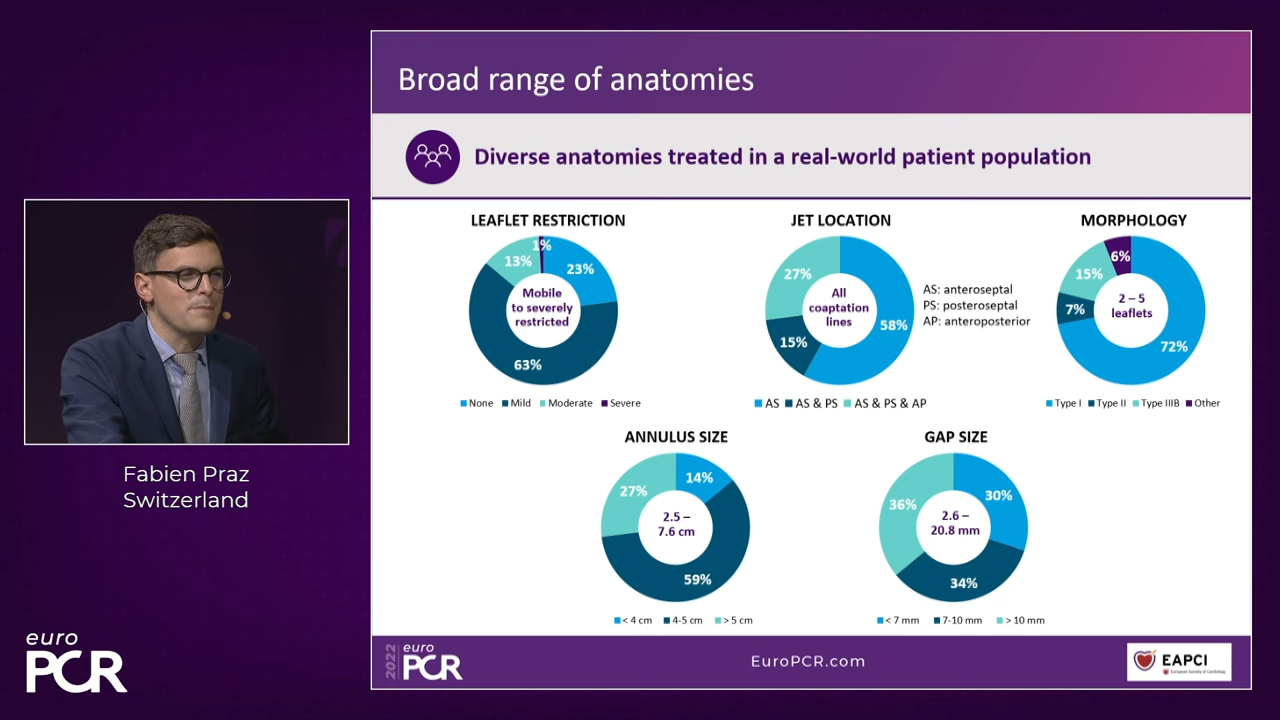 Broad range of anatomies
Diverse anatomies treated in a real-world patient population
LEAFLET RESTRICTION
1%
13%
23%
Mobile
to severely
restricted
63%
None Mild Moderate Severe
JET LOCATION
27%
All
coaptation
lines
58%
15%
AS AS & PS AS & PS & AP
AS: anteroseptal
PS: posteroseptal
AP: anteroposterior
MORPHOLOGY
6%
15%
7%
2 – 5
leaflets
72%
Type I Type II Type IIIB Other
ANNULUS SIZE
14%
27%
2.5 –
7.6 cm
59%
< 4 cm 4-5 cm > 5 cm
GAP SIZE
30%
36%
2.6 –
20.8 mm
34%
< 7 mm 7-10 mm > 10 mm
Fabien Praz
Switzerland
euro
PCR
2022
euro
PCR
EuroPCR.com
EAPCI
European Society of Cardiology